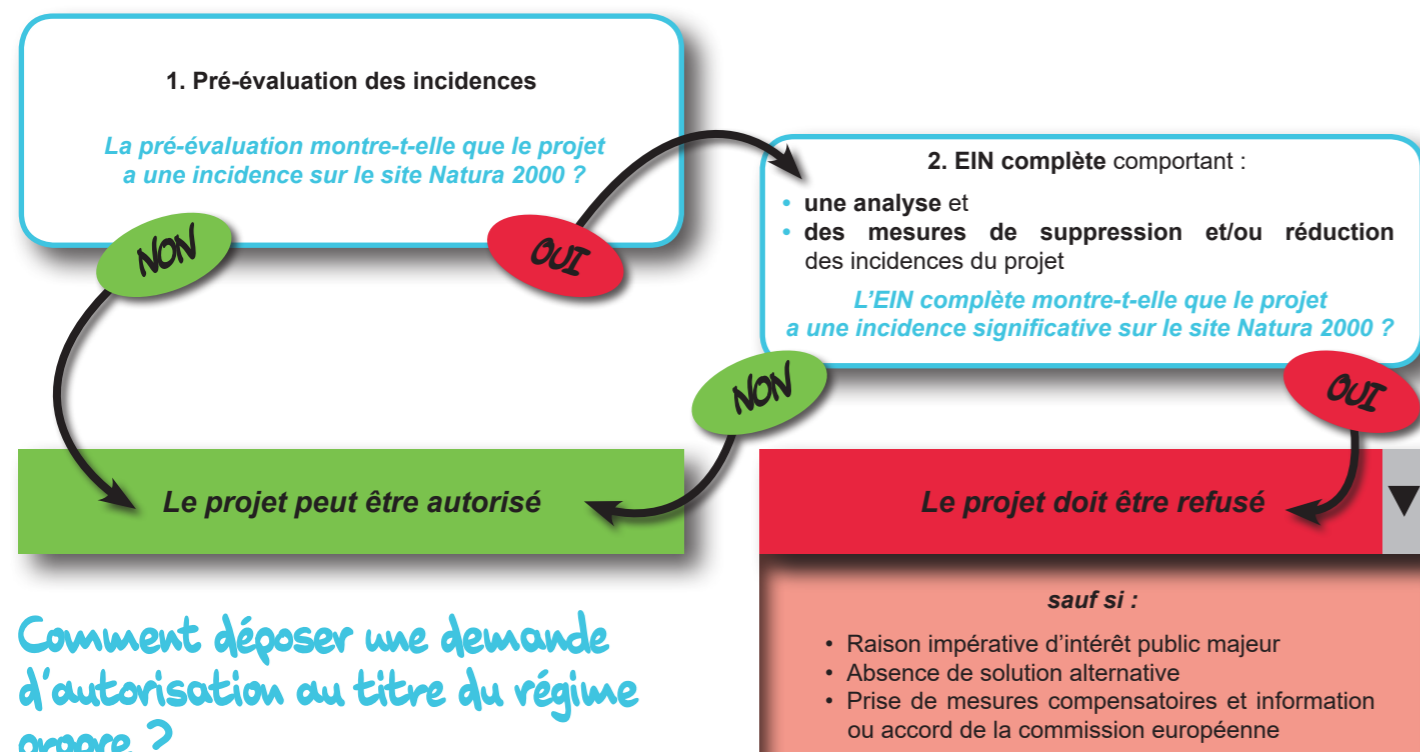 1. Pré-évaluation des incidences
La pré-évaluation montre-t-elle que le projet
a une incidence sur le site Natura 2000 ?
NON
OUI
2. EIN complète comportant :
• une analyse et
• des mesures de suppression et/ou réduction
des incidences du projet
L'EIN complète montre-t-elle que le projet
a une incidence significative sur le site Natura 2000 ?
NON
OUI
Le projet peut être autorisé
Le projet doit être refusé
sauf si :
• Raison impérative d'intérêt public majeur
• Absence de solution alternative
• Prise de mesures compensatoires et information
ou accord de la commission européenne
Comment déposer une demande
d'autorisation au titre du régime
propre ?